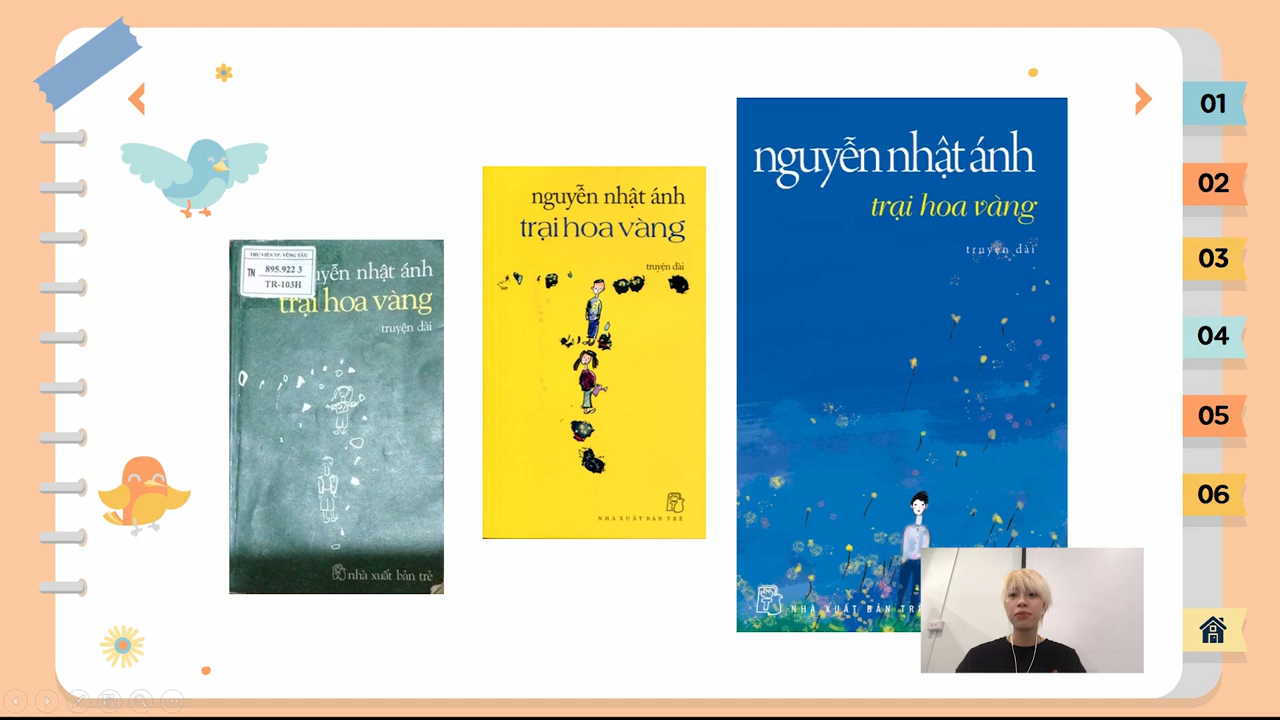 THƯ VIỆN TP. VŨNG TÀU
TN
895.922 3
TR-103H
uyễn nhật ánh
trại hoa vàng
truyện dài
nhà xuất bản trẻ
nguyễn nhật ánh
trại hoa vàng
truyện dài
NHA XUẤT BẢN TRẺ
nguyễn nhật ánh
trại hoa vàng
truyện dài
NHÀ XUẤT BẢN TRẺ
01
02
03
04
05
06